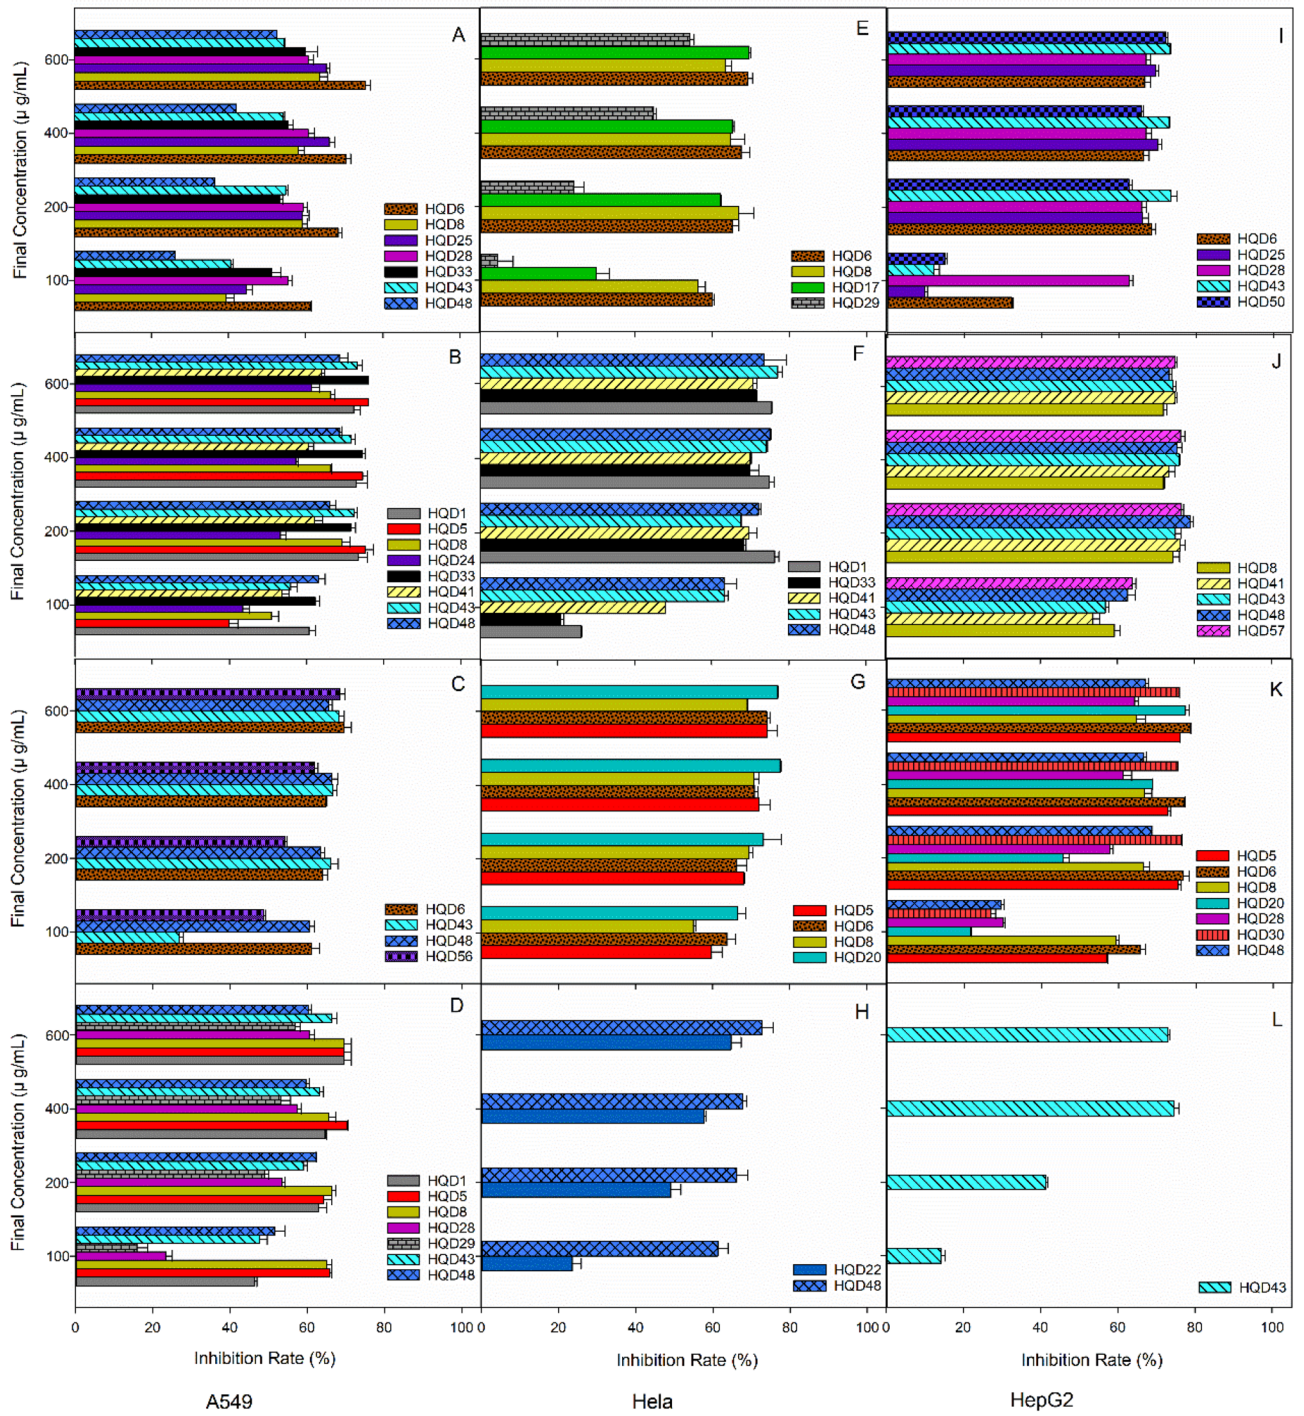 A
Final Concentration (μ g/mL)
600
400
200
100
HQD6
HQD8
HQD25
HQD28
HQD33
HQD43
HQD48
E
HQD6
HQD8
HQD17
HQD29
I
HQD6
HQD25
HQD28
HQD43
HQD50
B
Final Concentration (μ g/mL)
600
400
200
100
HQD1
HQD5
HQD8
HQD24
HQD33
HQD41
HQD43
HQD48
F
HQD1
HQD33
HQD41
HQD43
HQD48
J
HQD8
HQD41
HQD43
HQD48
HQD57
C
Final Concentration (μ g/mL)
600
400
200
100
HQD6
HQD43
HQD48
HQD56
G
HQD5
HQD6
HQD8
HQD20
K
HQD5
HQD6
HQD8
HQD20
HQD28
HQD30
HQD48
D
Final Concentration (μ g/mL)
600
400
200
100
HQD1
HQD5
HQD8
HQD28
HQD29
HQD43
HQD48
H
HQD22
HQD48
L
HQD43
0 20 40 60 80 100 0 20 40 60 80 100 0 20 40 60 80 100
Inhibition Rate (%) Inhibition Rate (%) Inhibition Rate (%)
A549 Hela HepG2